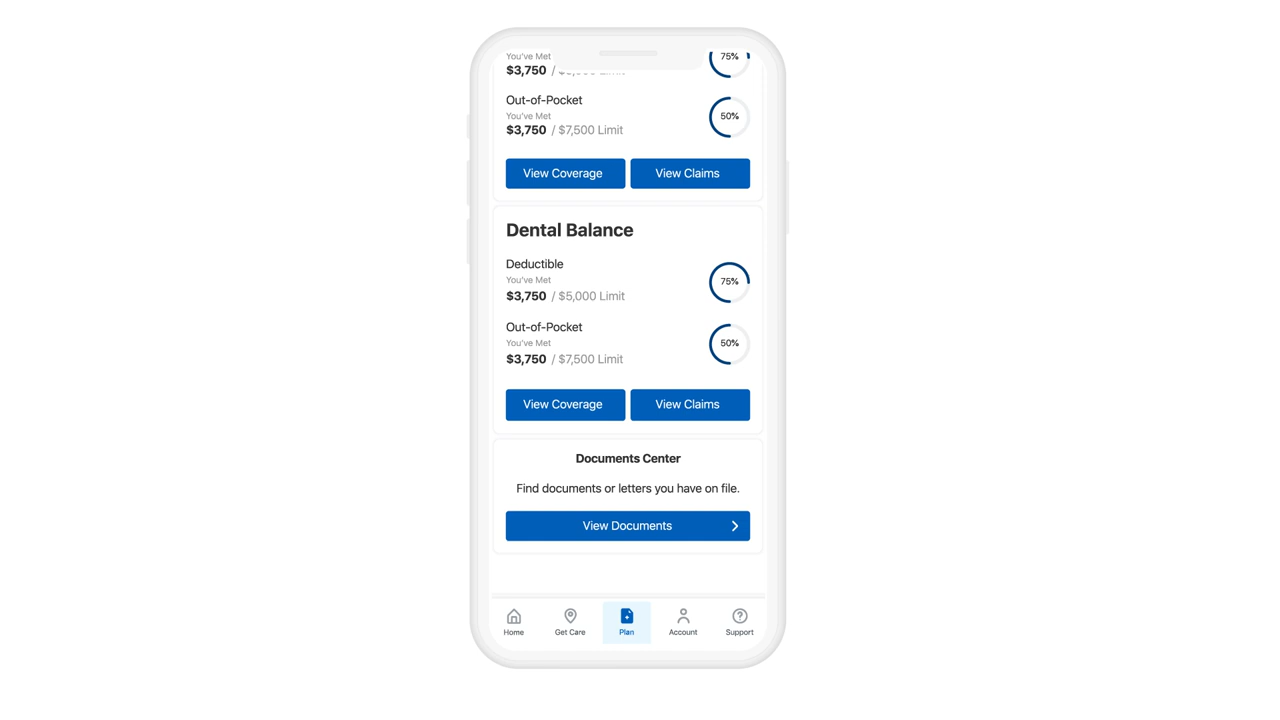 You've Met
75%
$3,750 /
Out-of-Pocket
You've Met
50%
$3,750 / $7,500 Limit
View Coverage View Claims
Dental Balance
Deductible
You've Met
75%
$3,750 / $5,000 Limit
Out-of-Pocket
You've Met
50%
$3,750 / $7,500 Limit
View Coverage View Claims
Documents Center
Find documents or letters you have on file.
View Documents
Home Get Care Plan Account Support